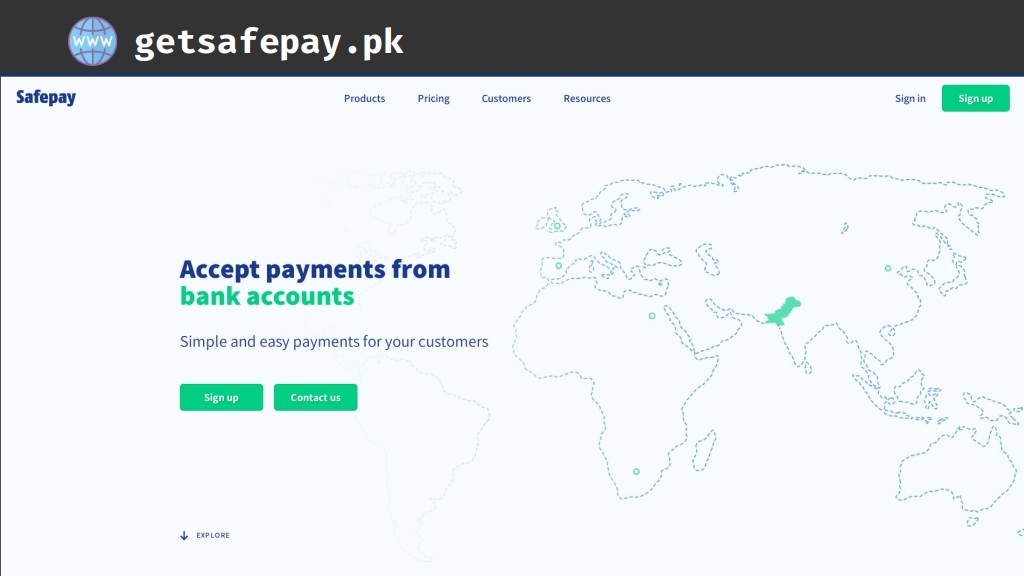 www getsafepay.pk
Safepay Products Pricing Customers Resources Sign in Sign up
Accept payments from
bank accounts
Simple and easy payments for your customers
Sign up Contact us
EXPLORE